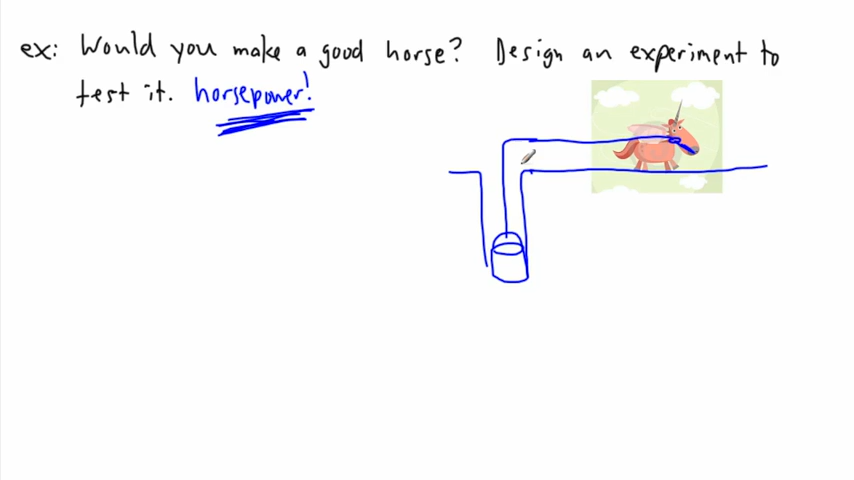 ex: Would you make a good horse? Design an experiment to
test it. horsepower!